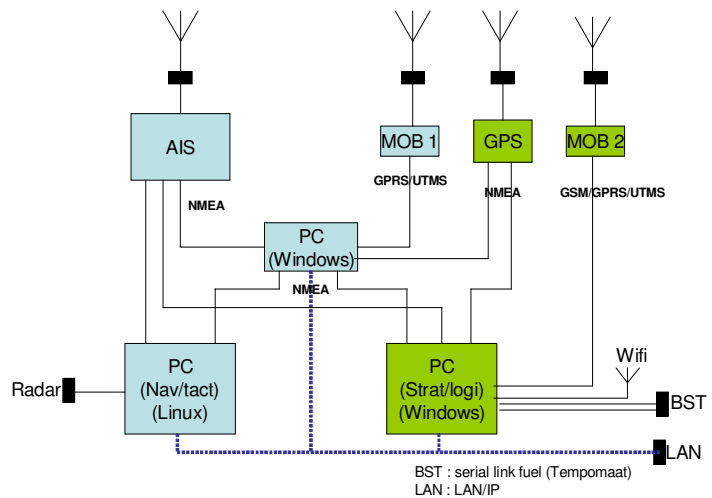 AIS
MOB 1
GPS
MOB 2
GPRS/UTMS
NMEA
GSM/GPRS/UTMS
NMEA
PC
(Windows)
NMEA
PC
(Nav/tact)
(Linux)
PC
(Strat/logi)
(Windows)
Wifi
Radar
BST
LAN
BST : serial link fuel (Tempomaat)
LAN : LAN/IP